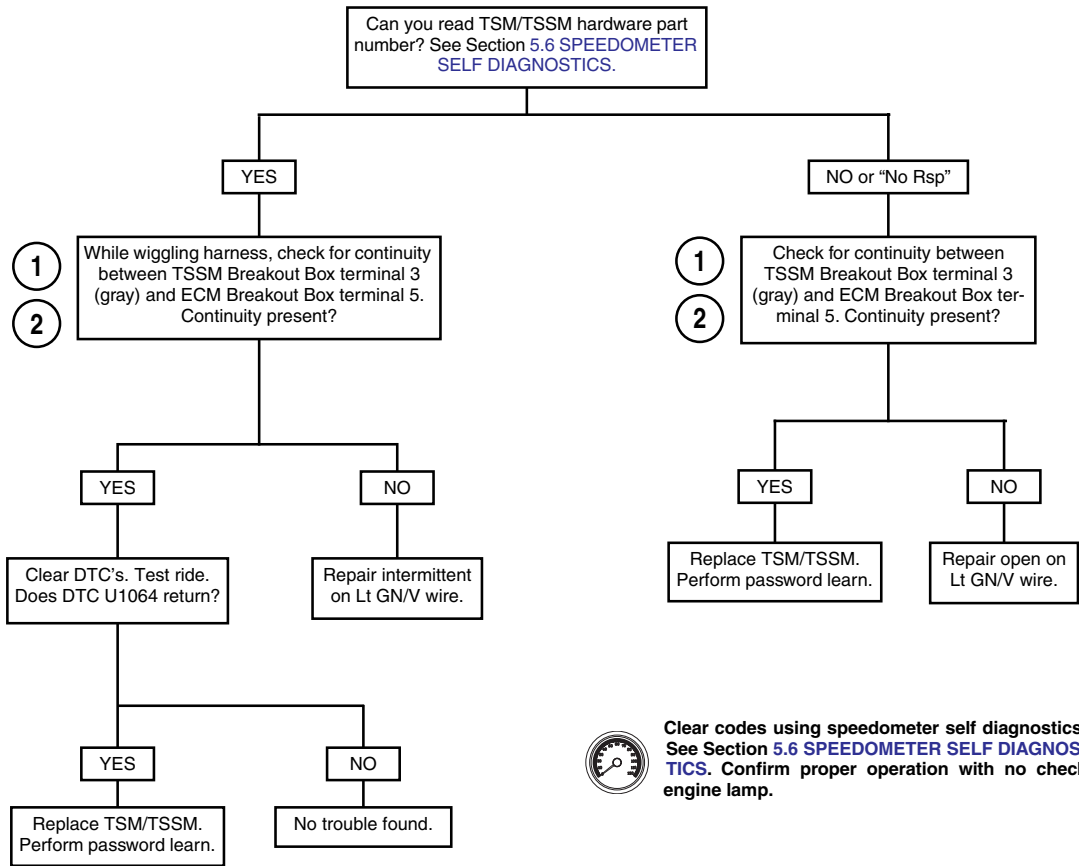 Can you read TSM/TSSM hardware part
number? See Section 5.6 SPEEDOMETER
SELF DIAGNOSTICS.
YES
NO or “No Rsp”
1
2
While wiggling harness, check for continuity
between TSSM Breakout Box terminal 3
(gray) and ECM Breakout Box terminal 5.
Continuity present?
1
2
Check for continuity between
TSSM Breakout Box terminal 3
(gray) and ECM Breakout Box ter-
minal 5. Continuity present?
YES
NO
YES
NO
Clear DTC’s. Test ride.
Does DTC U1064 return?
Repair intermittent
on Lt GN/V wire.
Replace TSM/TSSM.
Perform password learn.
Repair open on
Lt GN/V wire.
YES
NO
Replace TSM/TSSM.
Perform password learn.
No trouble found.
Clear codes using speedometer self diagnostics
See Section 5.6 SPEEDOMETER SELF DIAGNOS
TICS. Confirm proper operation with no check
engine lamp.